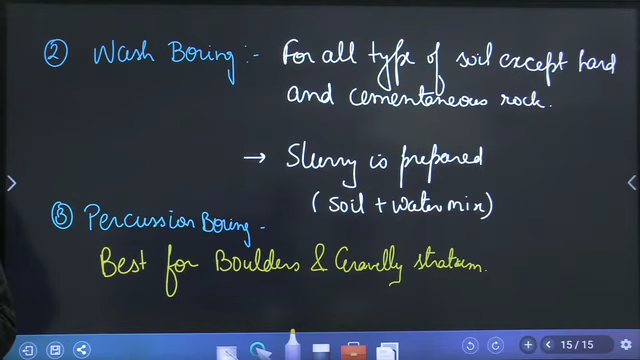 ② Wash Boring :- For all type of soil except hard
and cementaneous rock.
→ Slurry is prepared
(soil + water mix)
③ Percussion Boring -
Best for Boulders & Gravelly stratum.
15 / 15